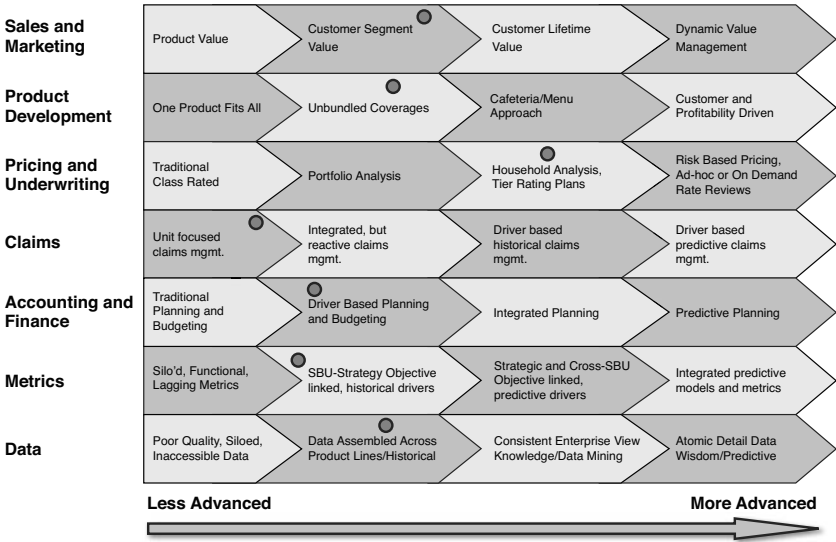 Sales and
Marketing
Product Value
Customer Segment
Value
Customer Lifetime
Value
Dynamic Value
Management
Product
Development
One Product Fits All
Unbundled Coverages
Cafeteria/Menu
Approach
Customer and
Profitability Driven
Pricing and
Underwriting
Traditional
Class Rated
Portfolio Analysis
Household Analysis,
Tier Rating Plans
Risk Based Pricing,
Ad-hoc or On Demand
Rate Reviews
Claims
Unit focused
claims mgmt.
Integrated, but
reactive claims
mgmt.
Driver based
historical claims
mgmt.
Driver based
predictive claims
mgmt.
Accounting and
Finance
Traditional
Planning and
Budgeting
Driver Based Planning
and Budgeting
Integrated Planning
Predictive Planning
Metrics
Silo'd, Functional,
Lagging Metrics
SBU-Strategy Objective
linked, historical drivers
Strategic and Cross-SBU
Objective linked,
predictive drivers
Integrated predictive
models and metrics
Data
Poor Quality, Siloed,
Inaccessible Data
Data Assembled Across
Product Lines/Historical
Consistent Enterprise View
Knowledge/Data Mining
Atomic Detail Data
Wisdom/Predictive
Less Advanced
More Advanced